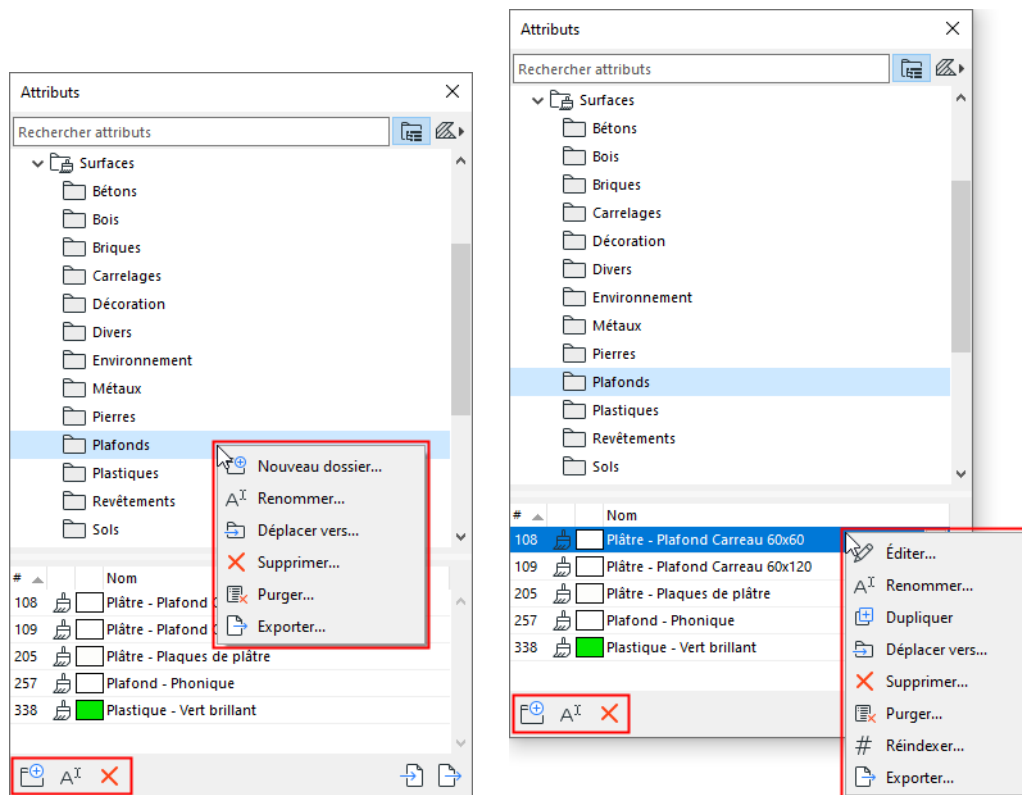 Attributs
Rechercher attributs
Surfaces
Bétons
Bois
Briques
Carrelages
Décoration
Divers
Environnement
Métaux
Pierres
Plafonds
Plastiques
Revêtements
Sols
Nouveau dossier...
Renommer...
Déplacer vers...
Supprimer...
Purger...
Exporter...
# Nom
108 Plâtre - Plafond
109 Plâtre - Plafond
205 Plâtre - Plaques de plâtre
257 Plafond - Phonique
338 Plastique - Vert brillant
Attributs
Rechercher attributs
Surfaces
Bétons
Bois
Briques
Carrelages
Décoration
Divers
Environnement
Métaux
Pierres
Plafonds
Plastiques
Revêtements
Sols
# Nom
108 Plâtre - Plafond Carreau 60x60
109 Plâtre - Plafond Carreau 60x120
205 Plâtre - Plaques de plâtre
257 Plafond - Phonique
338 Plastique - Vert brillant
Éditer...
Renommer...
Dupliquer
Déplacer vers...
Supprimer...
Purger...
Réindexer...
Exporter...